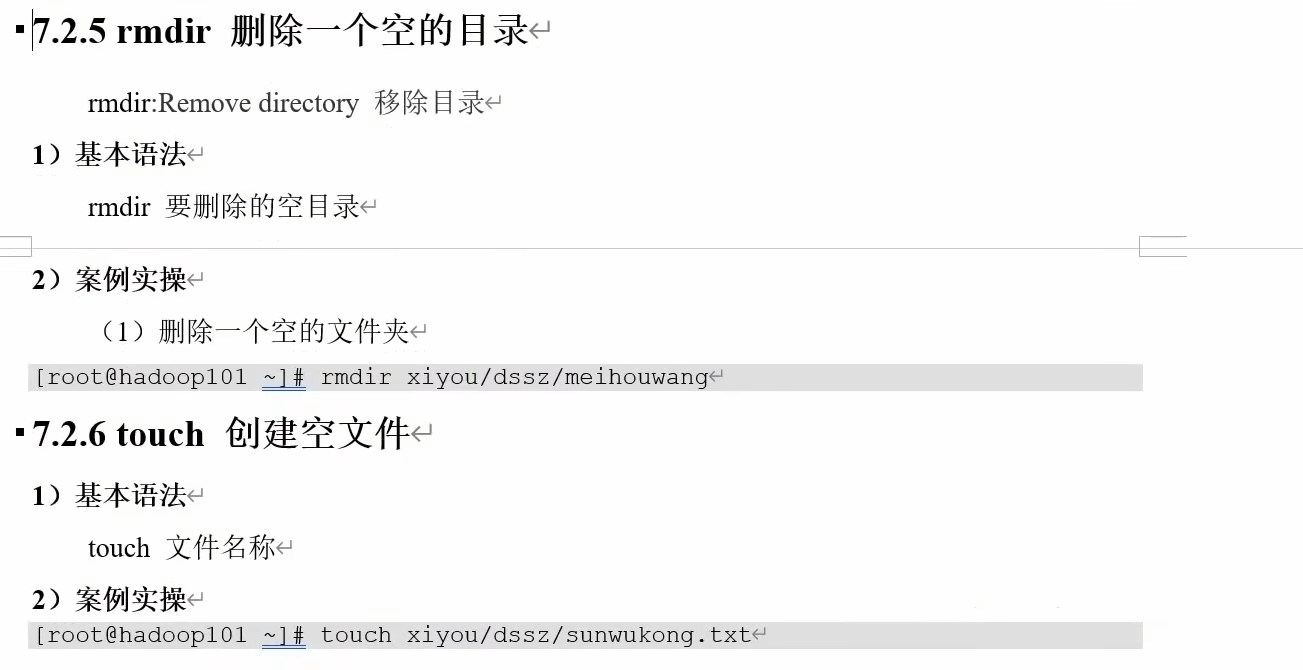 7.2.5 rmdir 删除一个空的目录
rmdir:Remove directory 移除目录
1）基本语法
rmdir 要删除的空目录
2）案例实操
（1）删除一个空的文件夹
[root@hadoop101 ~]# rmdir xiyou/dssz/meihouwang
7.2.6 touch 创建空文件
1）基本语法
touch 文件名称
2）案例实操
[root@hadoop101 ~]# touch xiyou/dssz/sunwukong.txt